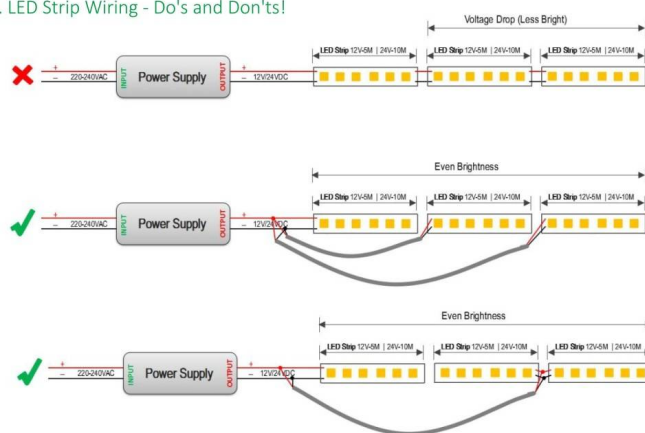 . LED Strip Wiring - Do's and Don'ts!
Voltage Drop (Less Bright)
LED Strip 12V-5M | 24V-10M
LED Strip 12V-5M | 24V-10M
LED Strip 12V-5M | 24V-10M
+
220-240VAC
–
INPUT
Power Supply
OUTPUT
+
12V/24VDC
–
Even Brightness
LED Strip 12V-5M | 24V-10M
LED Strip 12V-5M | 24V-10M
LED Strip 12V-5M | 24V-10M
+
220-240VAC
–
INPUT
Power Supply
OUTPUT
+
12V/24VDC
–
Even Brightness
LED Strip 12V-5M | 24V-10M
LED Strip 12V-5M | 24V-10M
LED Strip 12V-5M | 24V-10M
+
220-240VAC
–
INPUT
Power Supply
OUTPUT
+
12V/24VDC
–